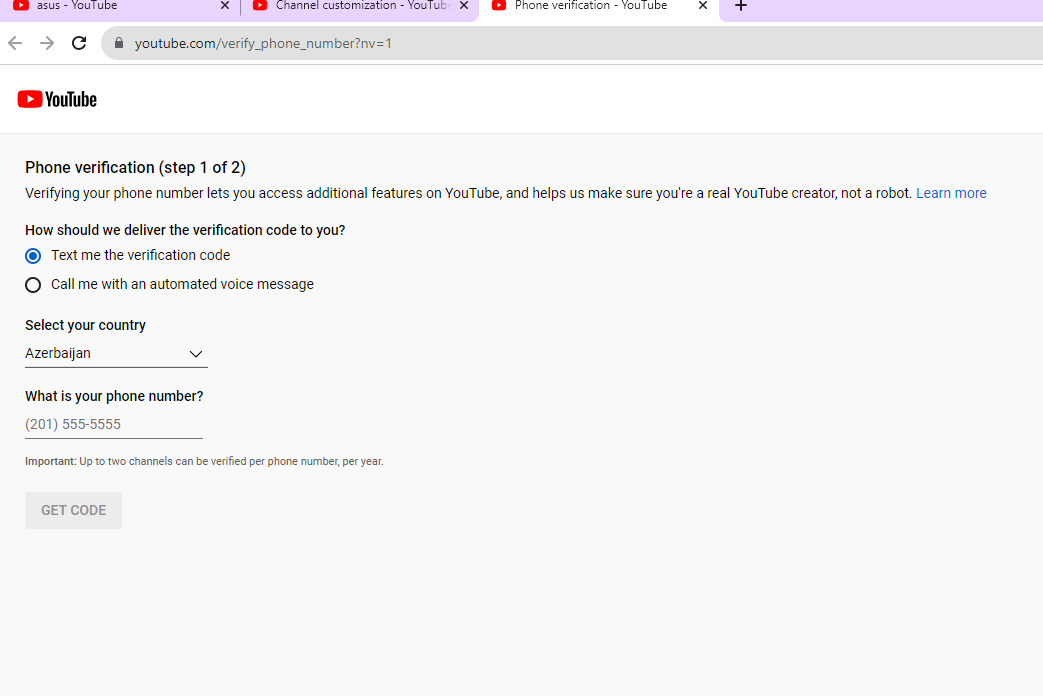 asus - YouTube
Channel customization - YouTube
Phone verification - YouTube
youtube.com/verify_phone_number?nv=1
YouTube
Phone verification (step 1 of 2)
Verifying your phone number lets you access additional features on YouTube, and helps us make sure you're a real YouTube creator, not a robot. Learn more
How should we deliver the verification code to you?
Text me the verification code
Call me with an automated voice message
Select your country
Azerbaijan
What is your phone number?
(201) 555-5555
Important: Up to two channels can be verified per phone number, per year.
GET CODE